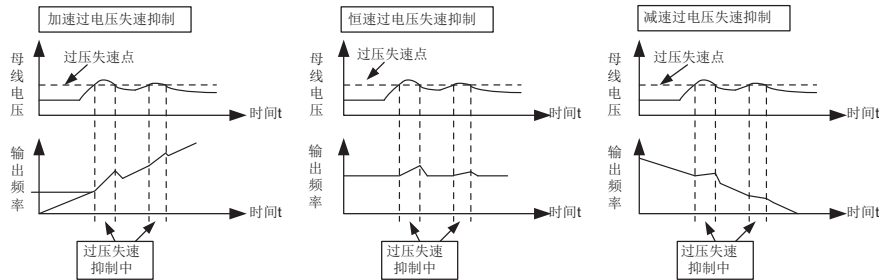 加速过电压失速抑制
母线电压
过压失速点
时间t
输出频率
时间t
过压失速
抑制中
恒速过电压失速抑制
母线电压
过压失速点
时间t
输出频率
时间t
过压失速
抑制中
减速过电压失速抑制
母线电压
过压失速点
时间t
输出频率
时间t
过压失速
抑制中